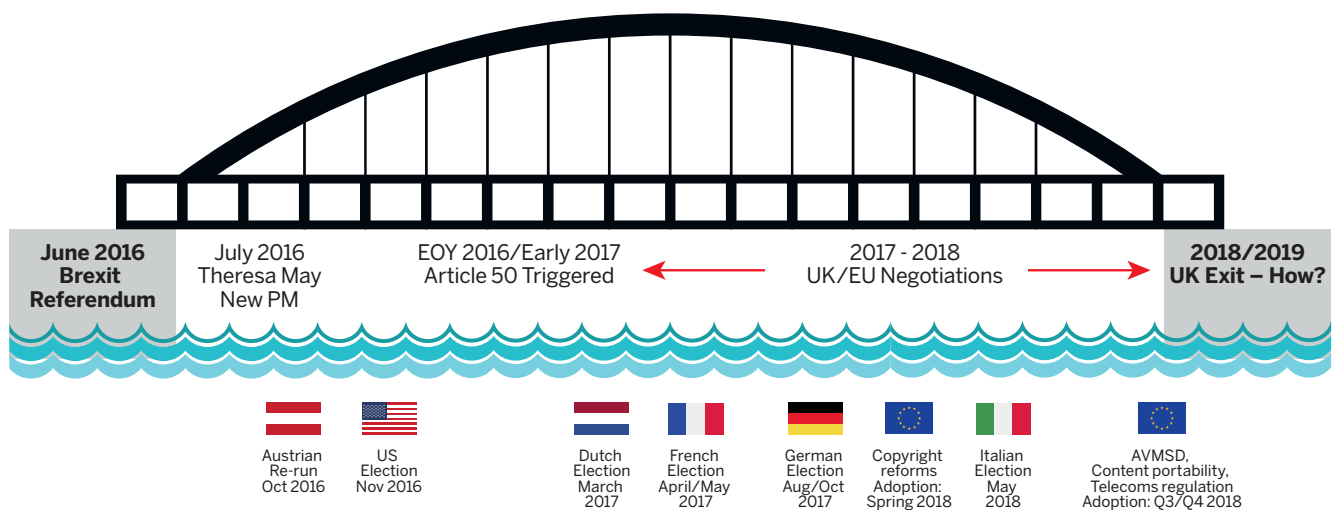 June 2016
Brexit
Referendum
July 2016
Theresa May
New PM
EOY 2016/Early 2017
Article 50 Triggered
2017 - 2018
UK/EU Negotiations
2018/2019
UK Exit – How?
Austrian
Re-run
Oct 2016
US
Election
Nov 2016
Dutch
Election
March
2017
French
Election
April/May
2017
German
Election
Aug/Oct
2017
Copyright
reforms
Adoption:
Spring 2018
Italian
Election
May
2018
AVMSD,
Content portability,
Telecoms regulation
Adoption: Q3/Q4 2018